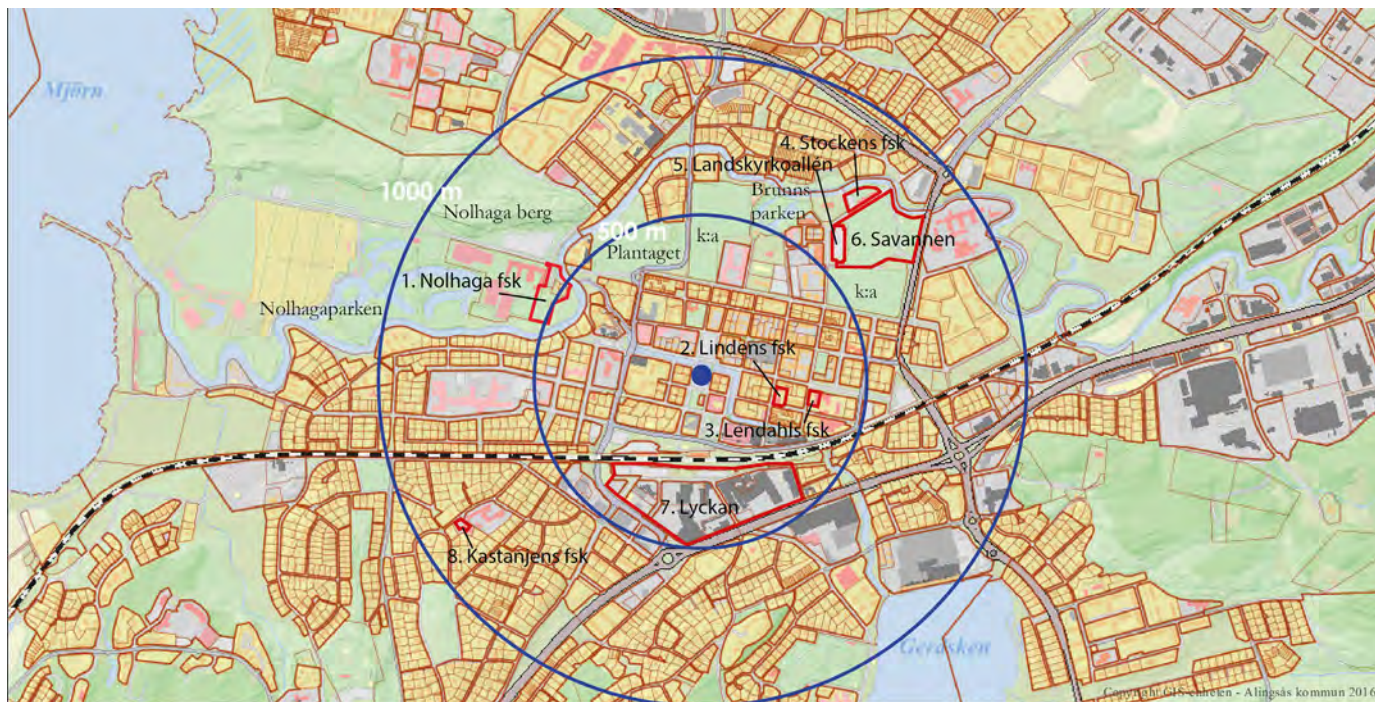 Mjörn
4. Stockens fsk
5. Landskyrkoallén
1000 m
Brunns
parken
Nolhaga berg
500 m
k:a
6. Savannen
Plantaget
1. Nolhaga fsk
k:a
Nolhagaparken
2. Lindens fsk
3. Lendahls fsk
7. Lyckan
8. Kastanjens fsk
Gerdsken
Copyright GIS-enheten - Alingsås kommun 2016